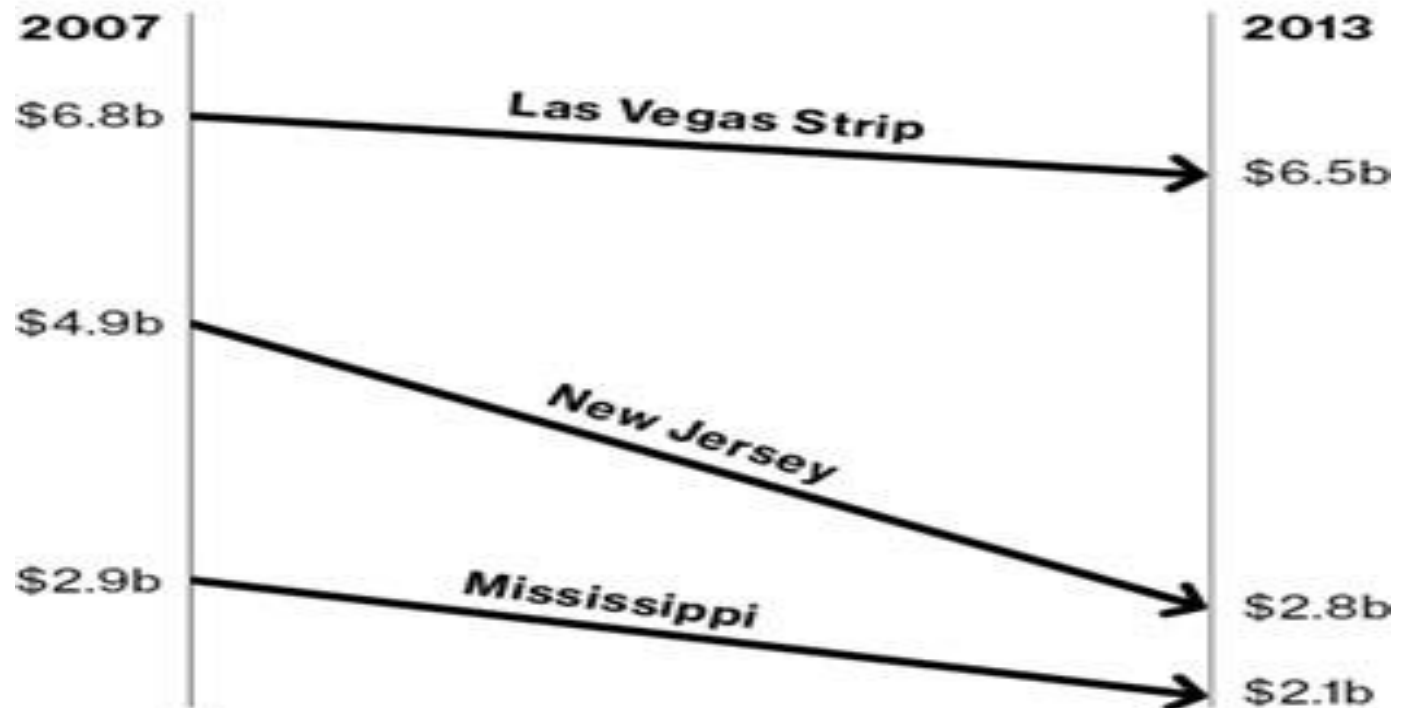 2007
2013
$6.8b
Las Vegas Strip
$6.5b
$4.9b
New Jersey
$2.8b
$2.9b
Mississippi
$2.1b